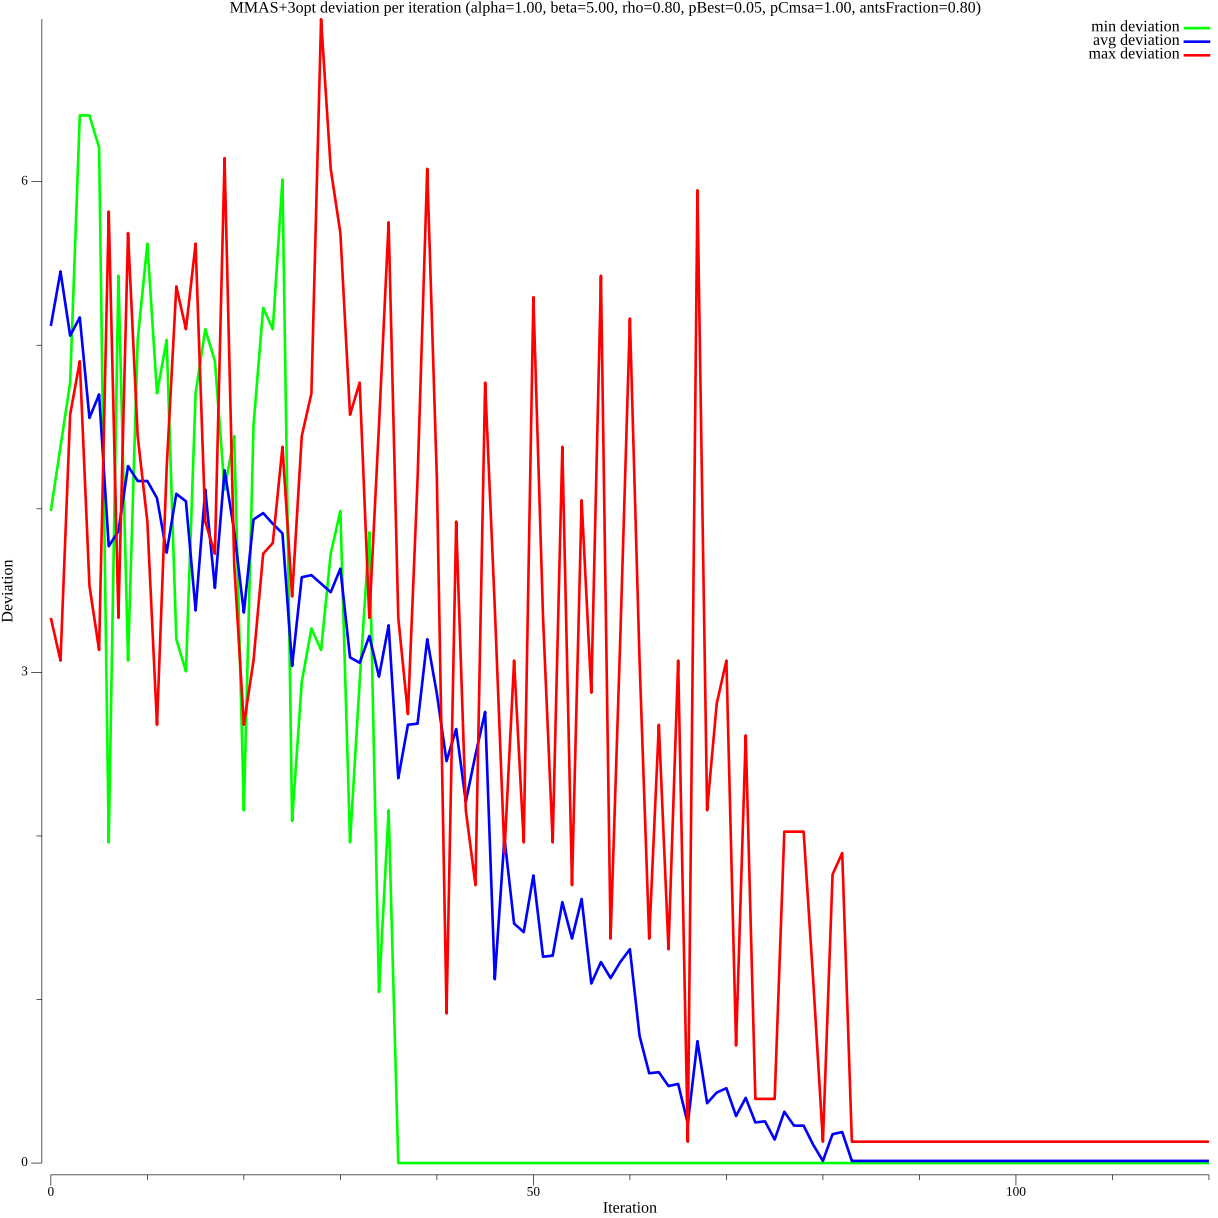 MMAS+3opt deviation per iteration (alpha=1.00, beta=5.00, rho=0.80, pBest=0.05, pCmsa=1.00, antsFraction=0.80)
min deviation
avg deviation
max deviation
6
3
0
Deviation
0
50
100
Iteration